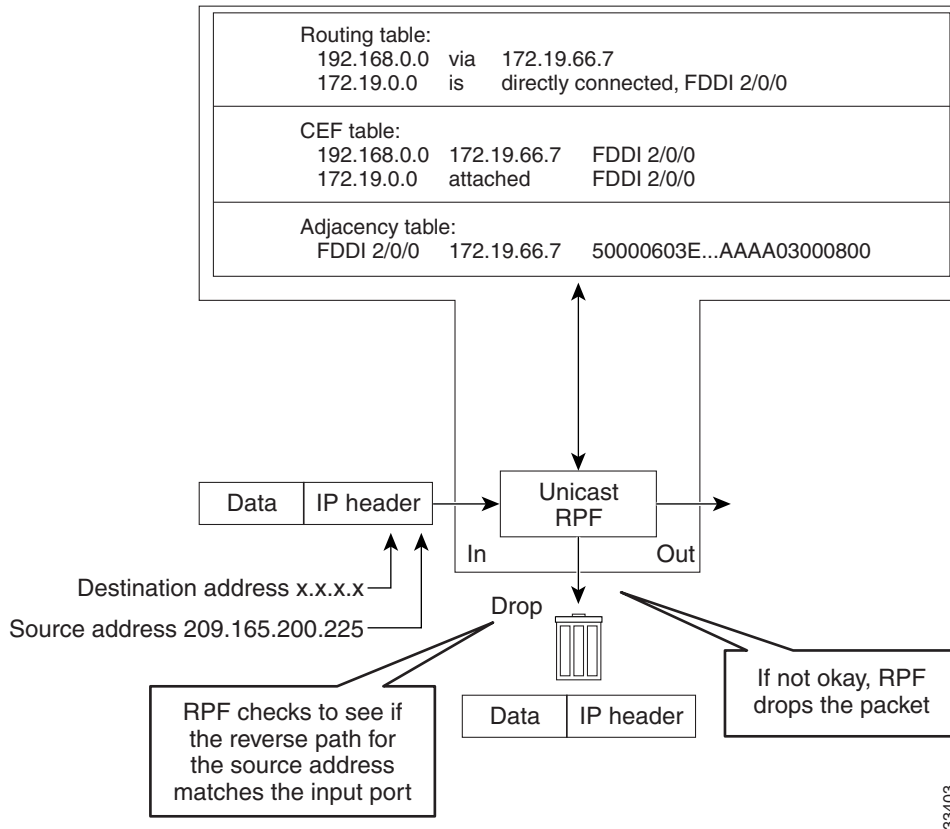 Routing table:
192.168.0.0 via 172.19.66.7
172.19.0.0 is directly connected, FDDI 2/0/0
CEF table:
192.168.0.0 172.19.66.7 FDDI 2/0/0
172.19.0.0 attached FDDI 2/0/0
Adjacency table:
FDDI 2/0/0 172.19.66.7 50000603E...AAAA03000800
Data IP header
Unicast
RPF
In Out
Destination address x.x.x.x
Source address 209.165.200.225
Drop
RPF checks to see if
the reverse path for
the source address
matches the input port
Data IP header
If not okay, RPF
drops the packet
33403